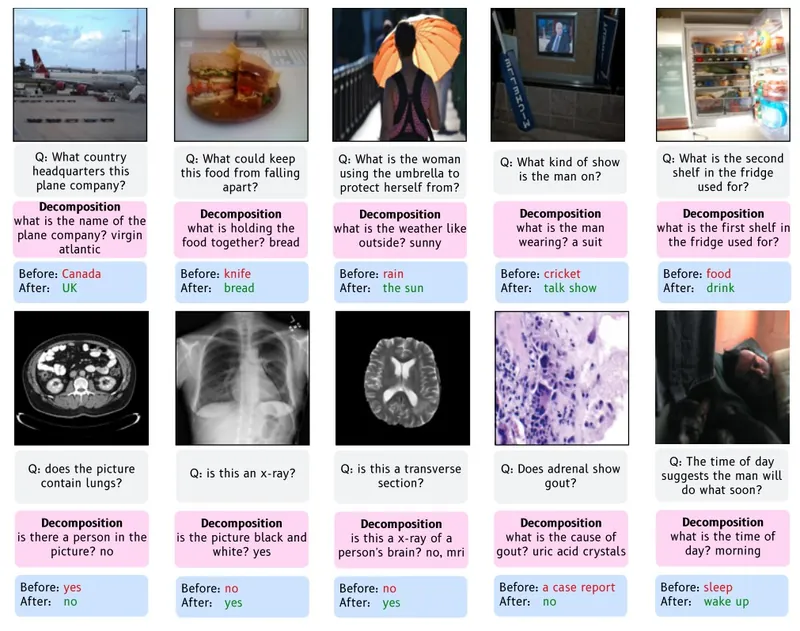 ELLENCIN
Q: What country
headquarters this
plane company?
Decomposition
what is the name of the
plane company? virgin
atlantic
Before: Canada
After: UK
Q: What could keep
this food from falling
apart?
Decomposition
what is holding the
food together? bread
Before: knife
After: bread
Q: What is the woman
using the umbrella to
protect herself from?
Decomposition
what is the weather like
outside? sunny
Before: rain
After: the sun
Q: What kind of show
is the man on?
Decomposition
what is the man
wearing? a suit
Before: cricket
After: talk show
Q: What is the second
shelf in the fridge
used for?
Decomposition
what is the first shelf in
the fridge used for?
Before: food
After: drink
Q: does the picture
contain lungs?
Decomposition
is there a person in the
picture? no
Before: yes
After: no
Q: is this an x-ray?
Decomposition
is the picture black and
white? yes
Before: no
After: yes
Q: is this a transverse
section?
Decomposition
is this a x-ray of a
person's brain? no, mri
Before: no
After: yes
Q: Does adrenal show
gout?
Decomposition
what is the cause of
gout? uric acid crystals
Before: a case report
After: no
Q: The time of day
suggests the man will
do what soon?
Decomposition
what is the time of
day? morning
Before: sleep
After: wake up